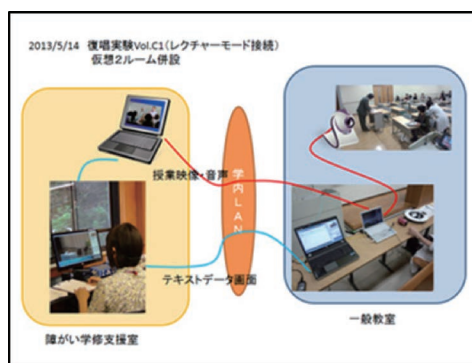 2013/5/14 復唱実験Vol.C1（レクチャーモード接続）
仮想２ルーム併設
授業映像・音声
学内LAN
テキストデータ画面
障がい学修支援室
一般教室